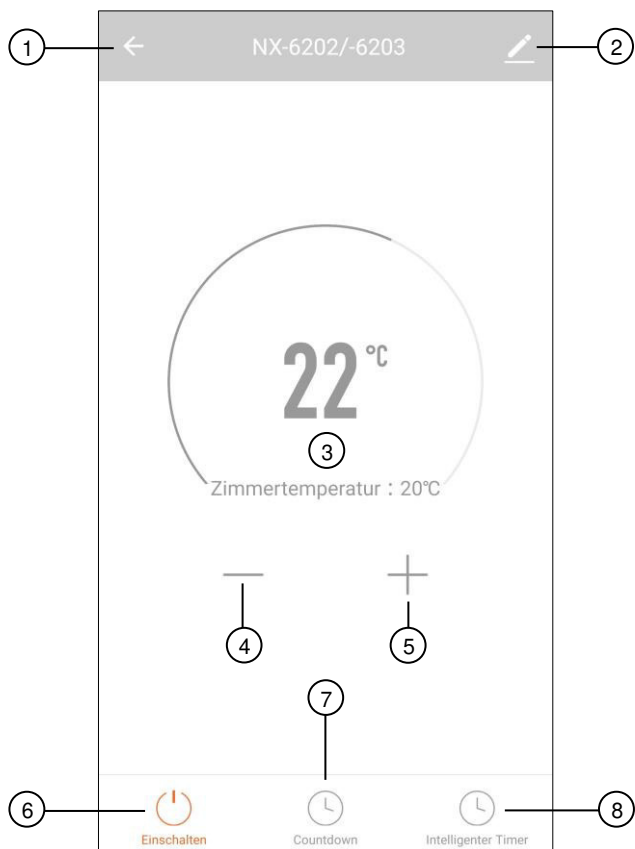 1
NX-6202/-6203
2
22 °C
3
Zimmertemperatur : 20°C
4
5
7
6
8
Einschalten
Countdown
Intelligenter Timer